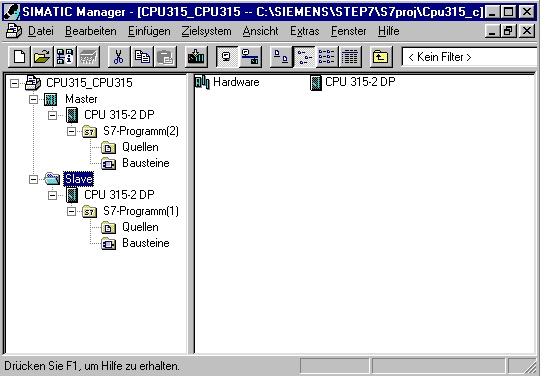 SIMATIC Manager - [CPU315_CPU315 -- C:\SIEMENS\STEP7\S7proj\Cpu315_c]
Datei Bearbeiten Einfügen Zielsystem Ansicht Extras Fenster Hilfe
< Kein Filter >
CPU315_CPU315
Master
CPU 315-2 DP
S7-Programm(2)
Quellen
Bausteine
Slave
CPU 315-2 DP
S7-Programm(1)
Quellen
Bausteine
Hardware CPU 315-2 DP
Drücken Sie F1, um Hilfe zu erhalten.